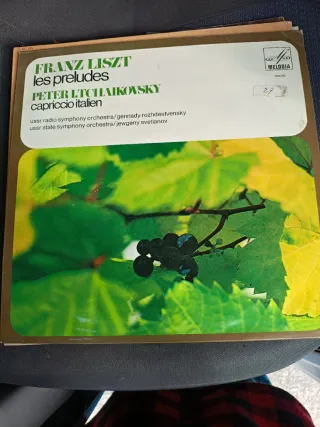 FRANZ LISZT
les preludes
PETER I.TCHAIKOVSKY
capriccio italien
ussr radio symphony orchestra/gennady rozhdestvensky
ussr state symphony orchestra/jewgeny svetlanov
MELODIA